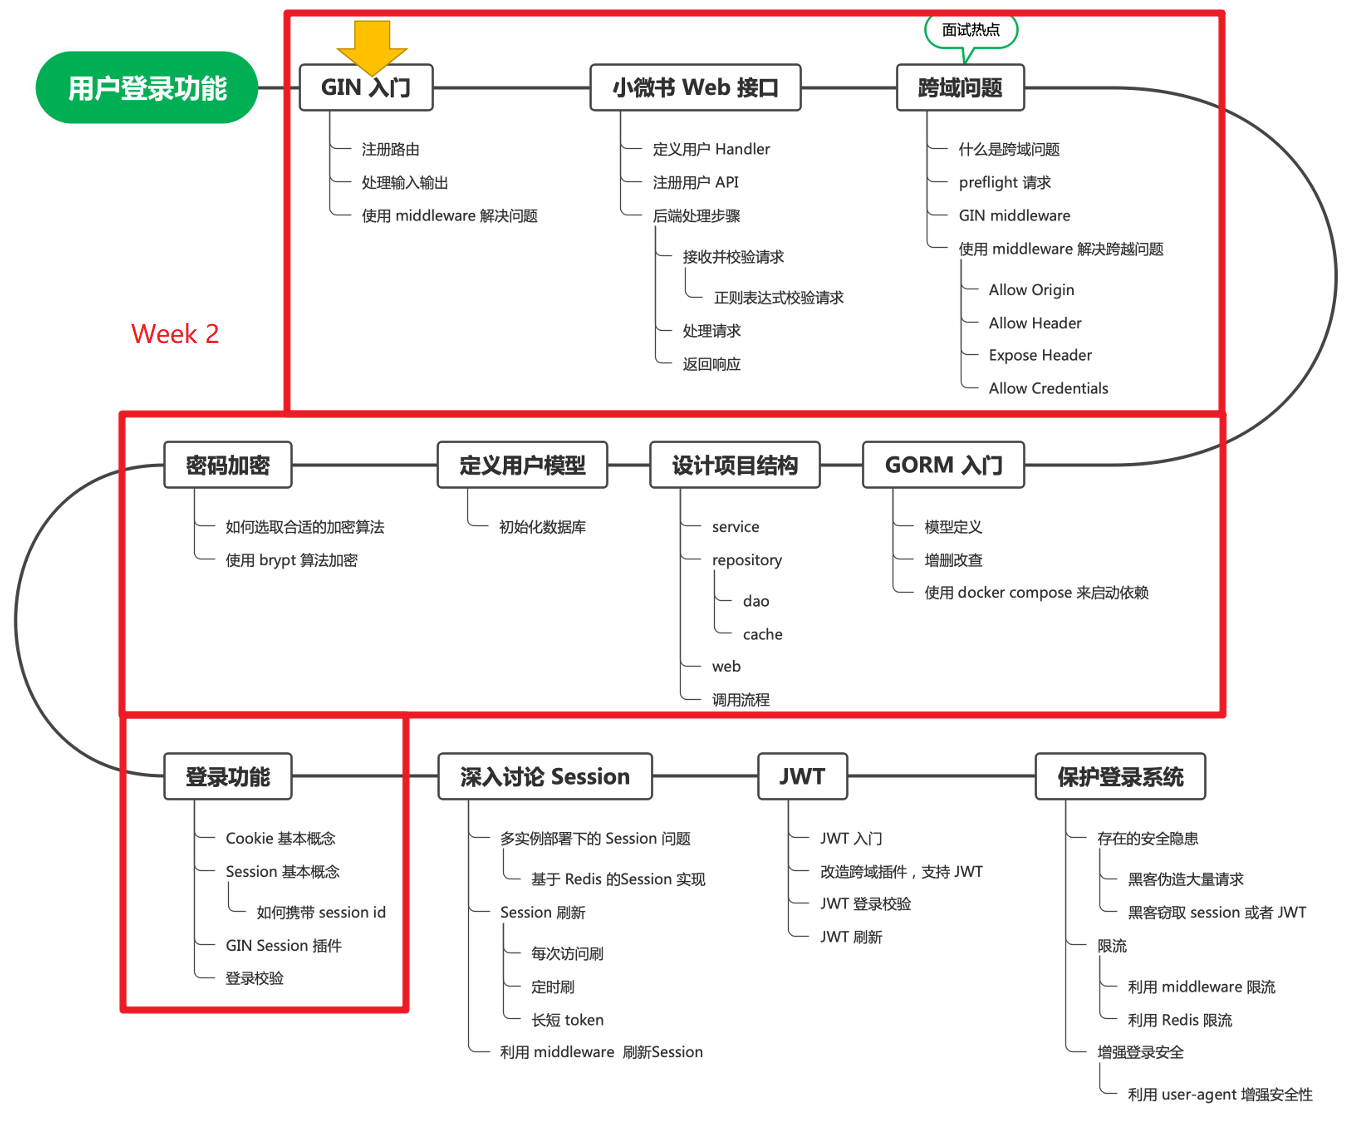 用户登录功能
GIN 入门
注册路由
处理输入输出
使用 middleware 解决问题
小微书 Web 接口
定义用户 Handler
注册用户 API
后端处理步骤
接收并校验请求
正则表达式校验请求
处理请求
返回响应
面试热点
跨域问题
什么是跨域问题
preflight 请求
GIN middleware
使用 middleware 解决跨越问题
Allow Origin
Allow Header
Expose Header
Allow Credentials
Week 2
GORM 入门
模型定义
增删改查
使用 docker compose 来启动依赖
设计项目结构
service
repository
dao
cache
web
调用流程
定义用户模型
初始化数据库
密码加密
如何选取合适的加密算法
使用 brypt 算法加密
登录功能
Cookie 基本概念
Session 基本概念
如何携带 session id
GIN Session 插件
登录校验
深入讨论 Session
多实例部署下的 Session 问题
基于 Redis 的Session 实现
Session 刷新
每次访问刷
定时刷
长短 token
利用 middleware 刷新Session
JWT
JWT 入门
改造跨域插件，支持 JWT
JWT 登录校验
JWT 刷新
保护登录系统
存在的安全隐患
黑客伪造大量请求
黑客窃取 session 或者 JWT
限流
利用 middleware 限流
利用 Redis 限流
增强登录安全
利用 user-agent 增强安全性